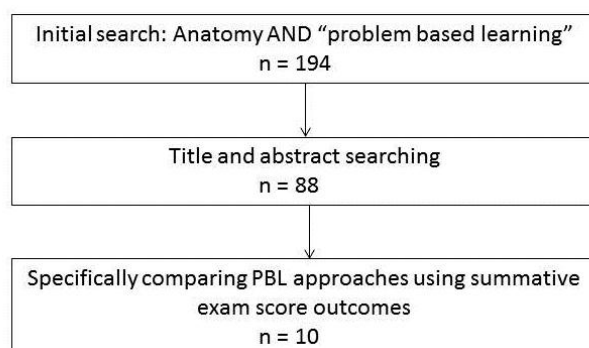 Initial search: Anatomy AND “problem based learning”
n = 194
Title and abstract searching
n = 88
Specifically comparing PBL approaches using summative
exam score outcomes
n = 10